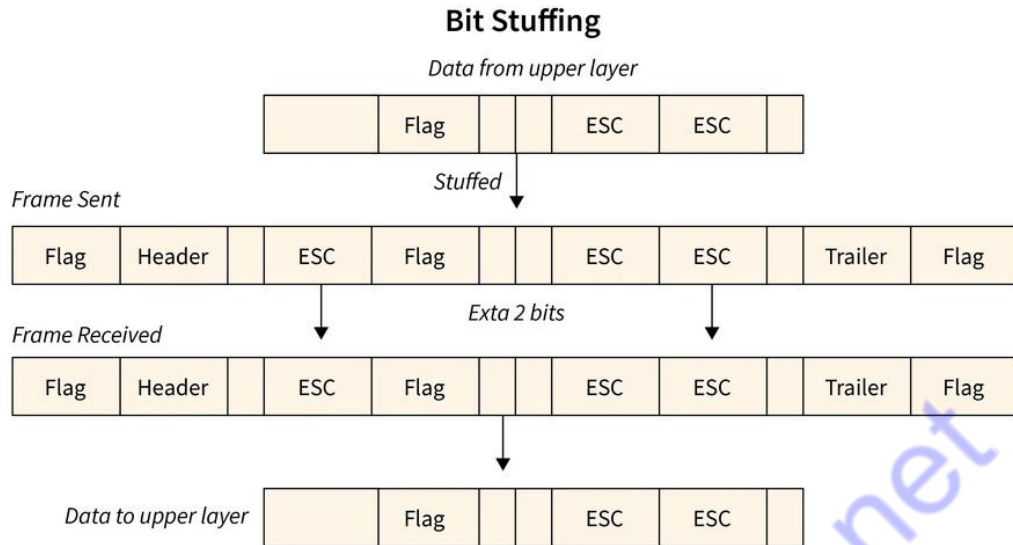 Bit Stuffing
Data from upper layer
Flag ESC ESC
Stuffed
Frame Sent
Flag Header ESC Flag ESC ESC Trailer Flag
Exta 2 bits
Frame Received
Flag Header ESC Flag ESC ESC Trailer Flag
Data to upper layer Flag ESC ESC
net